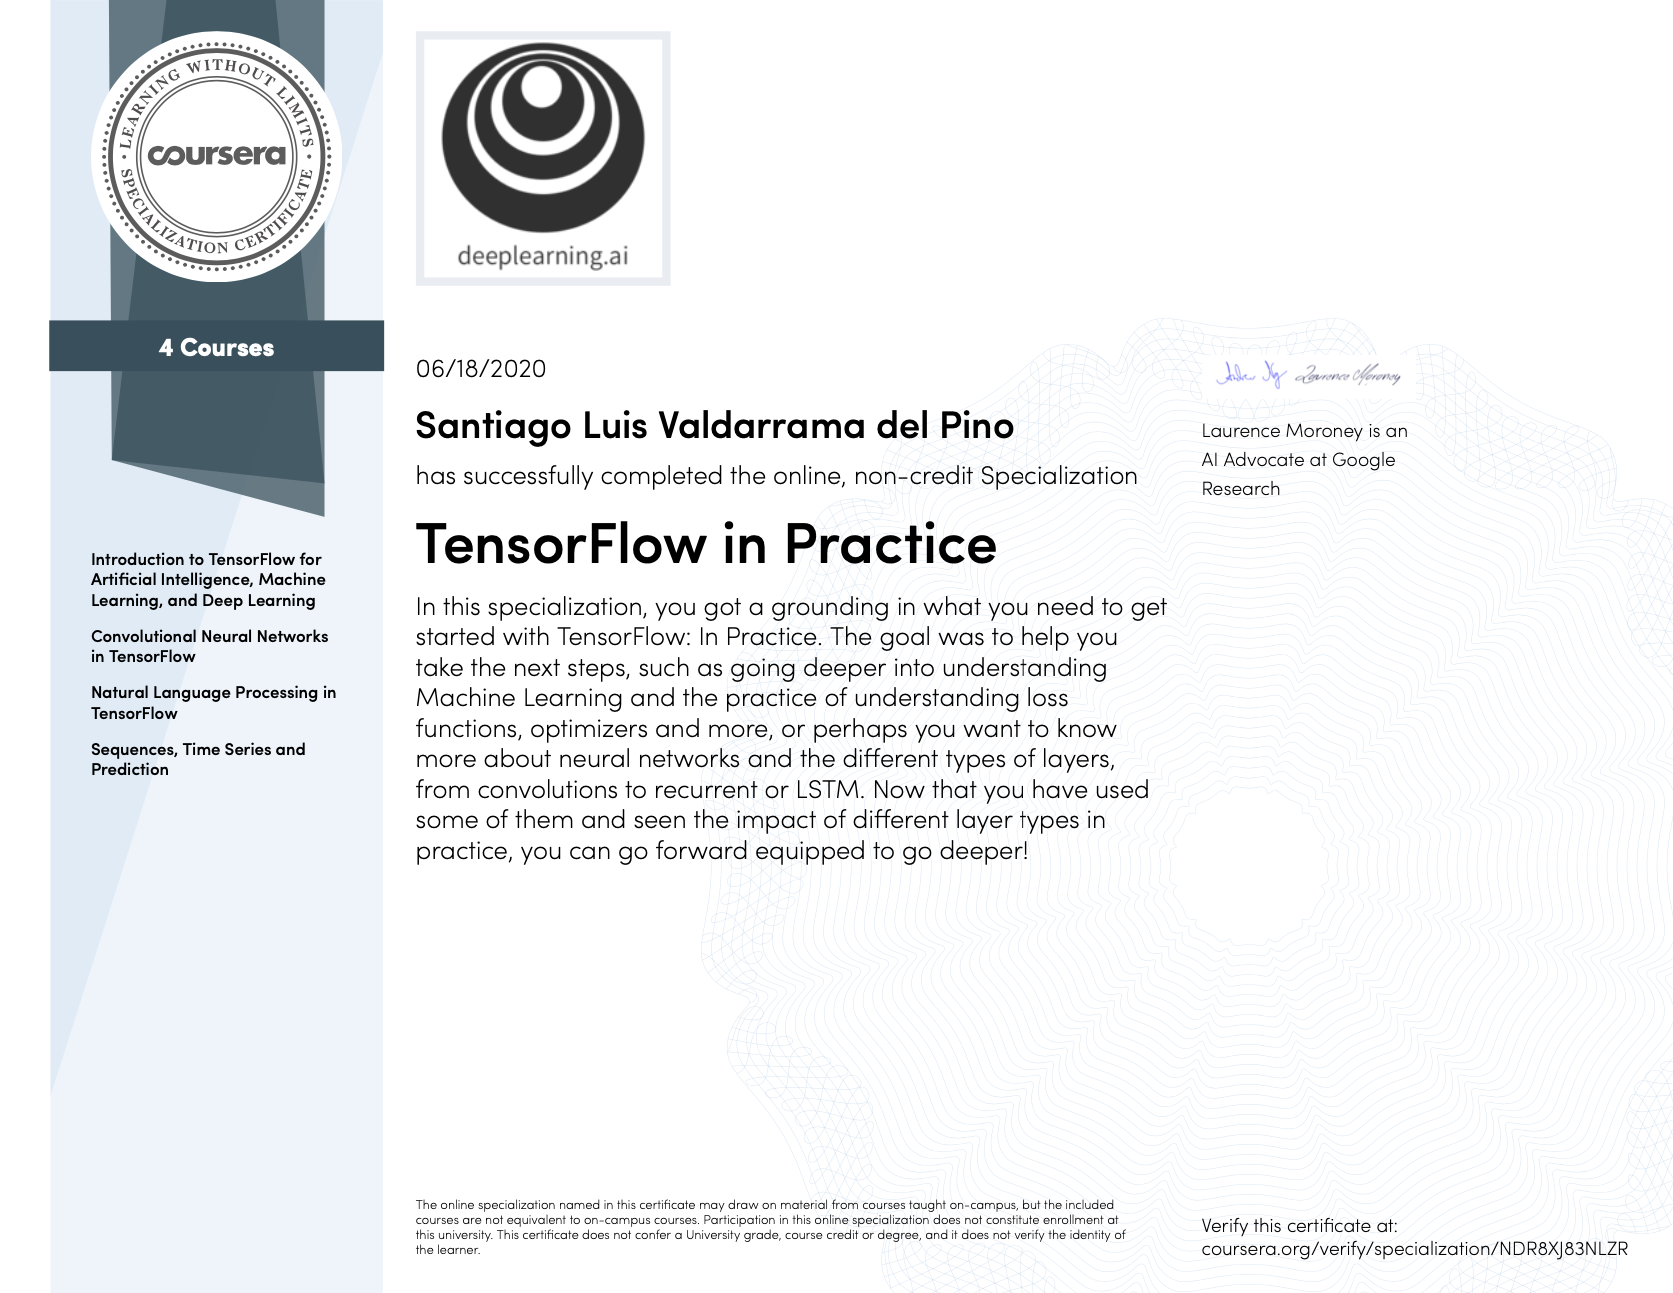 LEARNING WITHOUT LIMITS
coursera
SPECIALIZATION CERTIFICATE
4 Courses
Introduction to TensorFlow for
Artificial Intelligence, Machine
Learning, and Deep Learning
Convolutional Neural Networks
in TensorFlow
Natural Language Processing in
TensorFlow
Sequences, Time Series and
Prediction
deeplearning.ai
06/18/2020
Santiago Luis Valdarrama del Pino
has successfully completed the online, non-credit Specialization
TensorFlow in Practice
In this specialization, you got a grounding in what you need to get
started with TensorFlow: In Practice. The goal was to help you
take the next steps, such as going deeper into understanding
Machine Learning and the practice of understanding loss
functions, optimizers and more, or perhaps you want to know
more about neural networks and the different types of layers,
from convolutions to recurrent or LSTM. Now that you have used
some of them and seen the impact of different layer types in
practice, you can go forward equipped to go deeper!
The online specialization named in this certificate may draw on material from courses taught on-campus, but the included
courses are not equivalent to on-campus courses. Participation in this online specialization does not constitute enrollment at
this university. This certificate does not confer a University grade, course credit or degree, and it does not verify the identity of
the learner.
Laurence Moroney
Laurence Moroney is an
AI Advocate at Google
Research
Verify this certificate at:
coursera.org/verify/specialization/NDR8XJ83NLZR